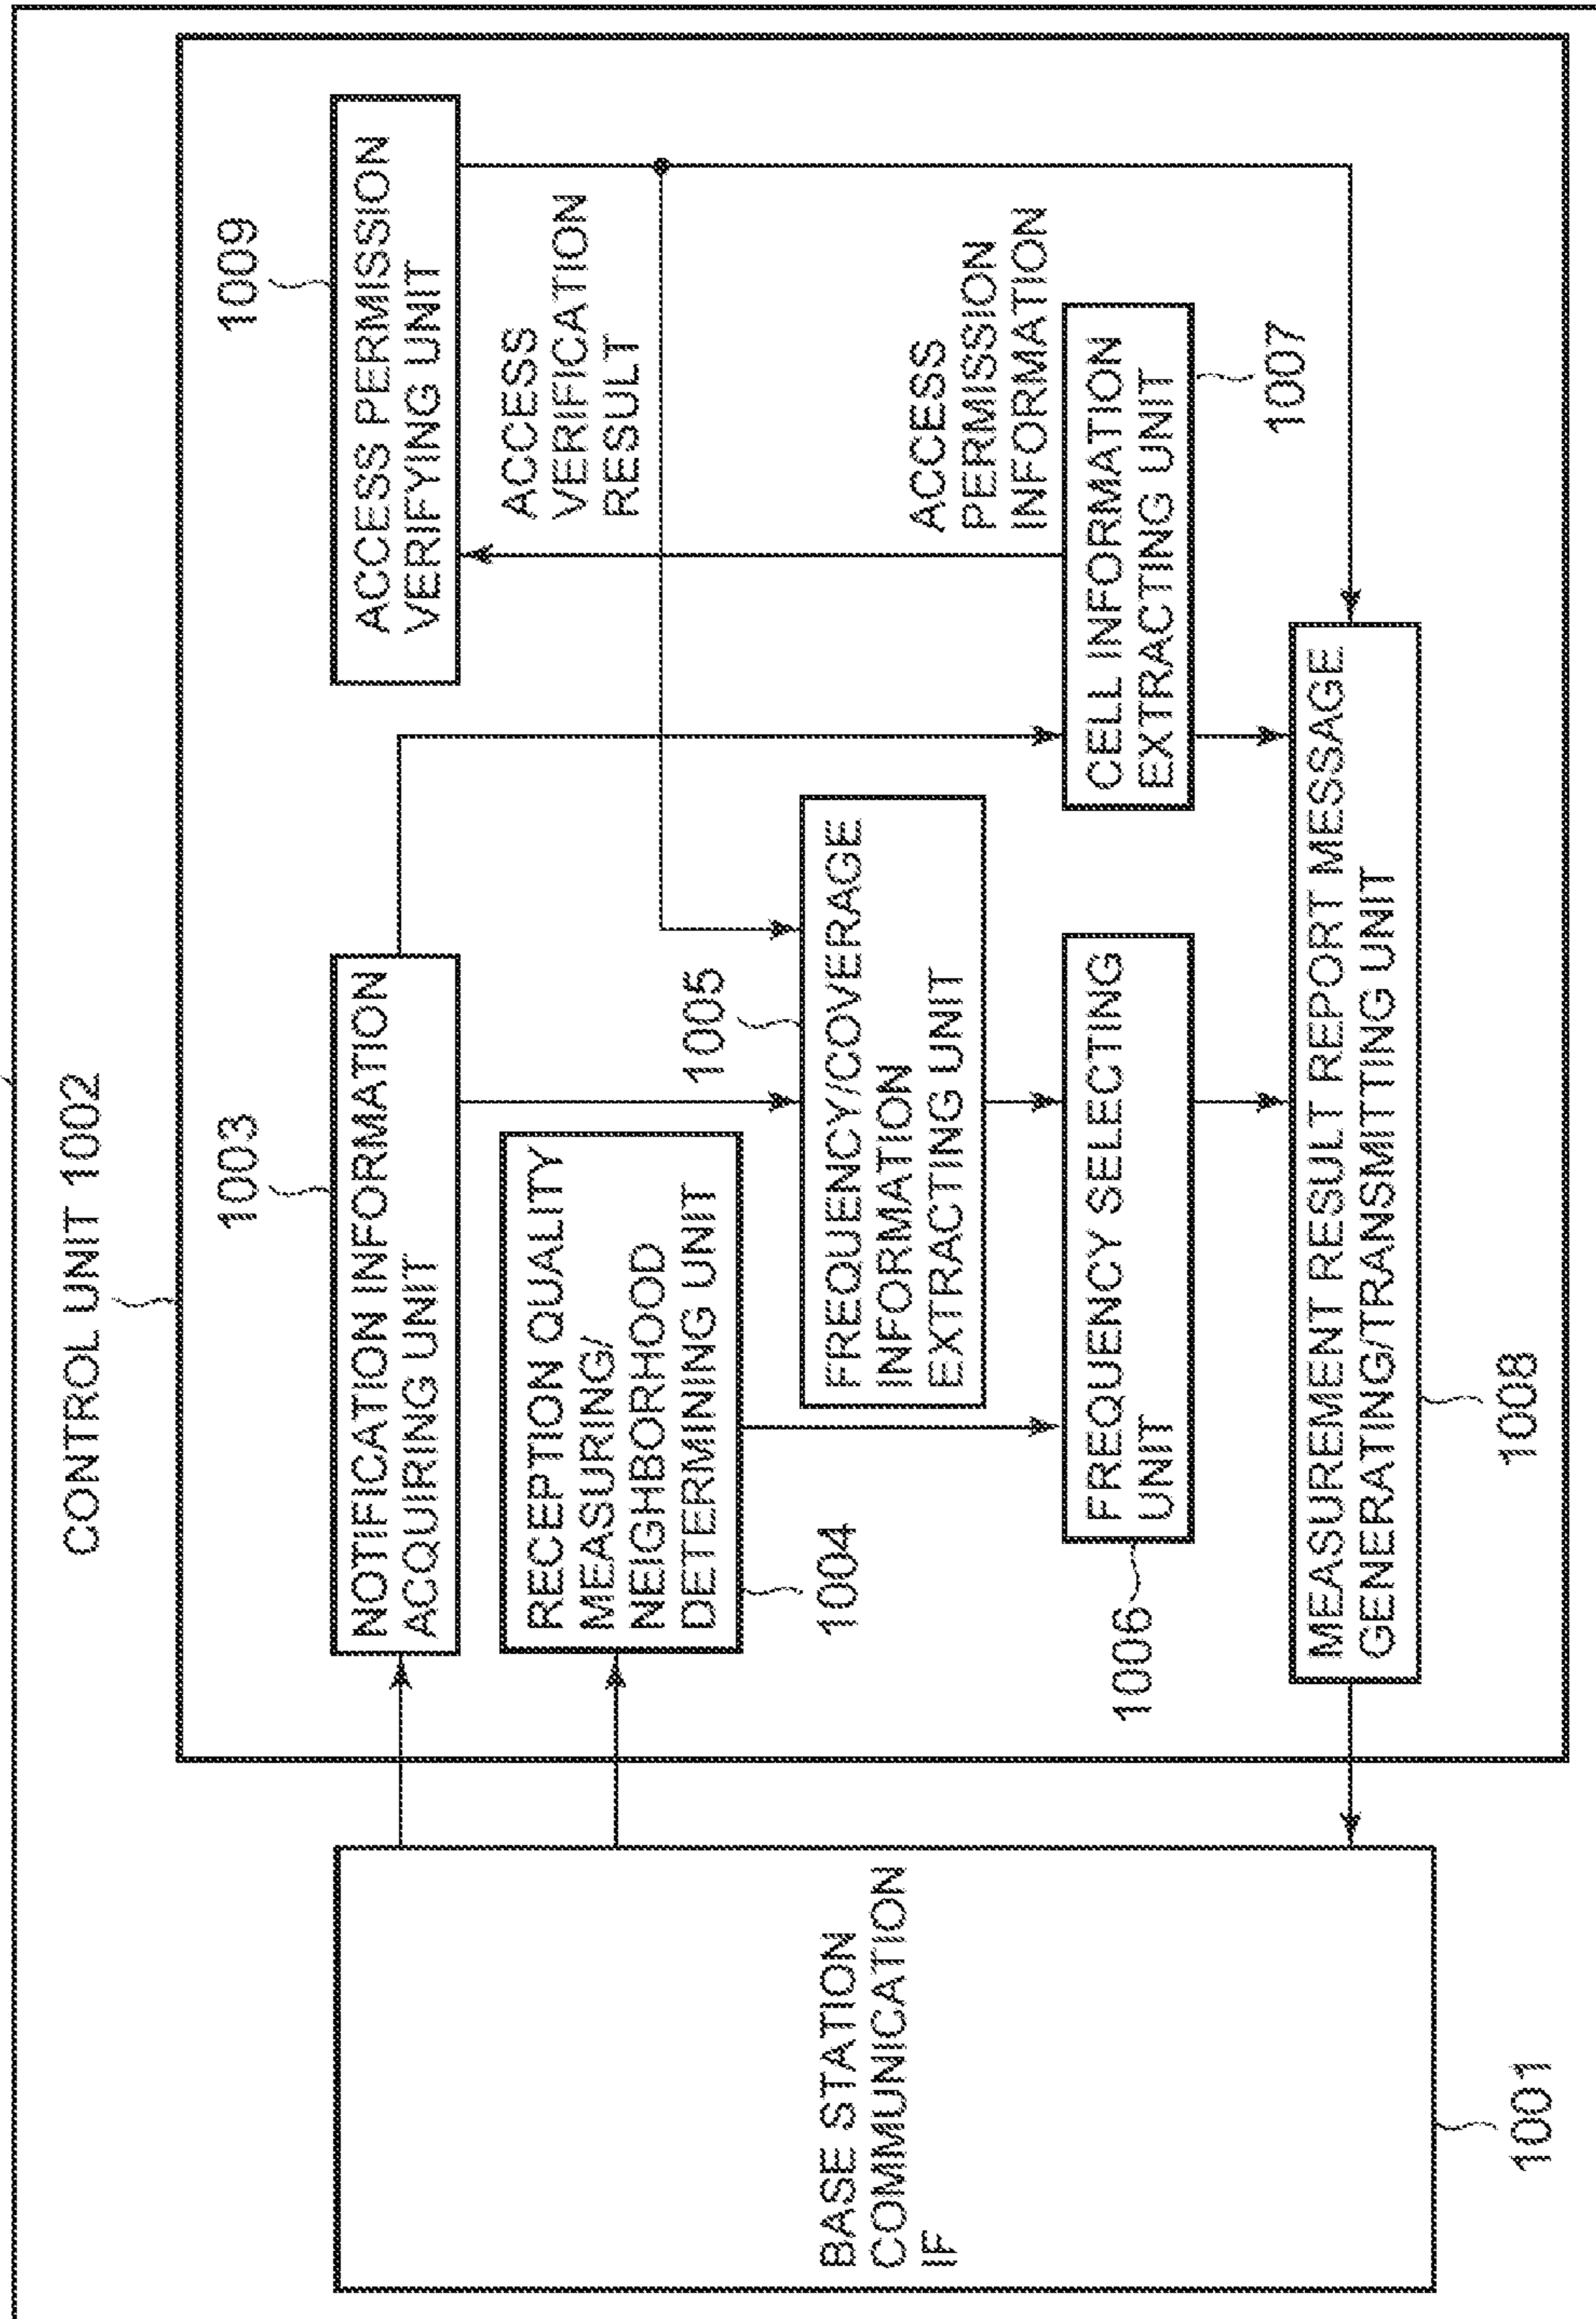 CONTROL UNIT 1002
1003
1009
NOTIFICATION INFORMATION
ACQUIRING UNIT
ACCESS PERMISSION
VERIFYING UNIT
RECEPTION QUALITY
MEASURING/
NEIGHBORHOOD
DETERMINING UNIT
1004
1005
ACCESS
VERIFICATION
RESULT
FREQUENCY/COVERAGE
INFORMATION
EXTRACTING UNIT
ACCESS
PERMISSION
INFORMATION
BASE STATION
COMMUNICATION
IF
1006
FREQUENCY SELECTING
UNIT
CELL INFORMATION
EXTRACTING UNIT
1007
MEASUREMENT RESULT REPORT MESSAGE
GENERATING/TRANSMITTING UNIT
1001
1008